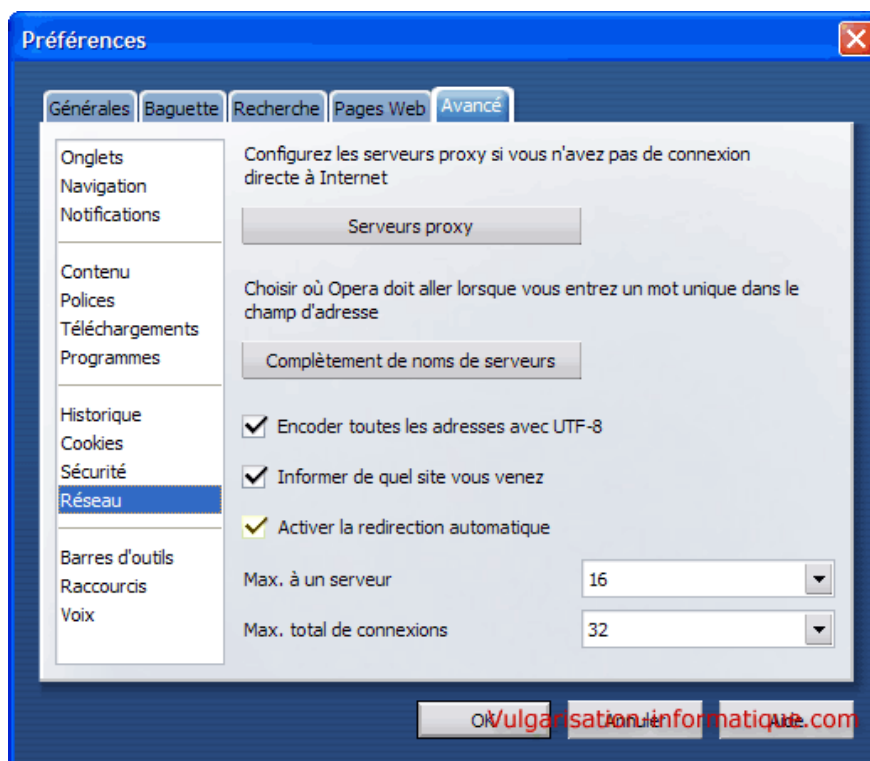 Préférences
Générales
Baguette
Recherche
Pages Web
Avancé
Onglets
Navigation
Notifications
Contenu
Polices
Téléchargements
Programmes
Historique
Cookies
Sécurité
Réseau
Barres d'outils
Raccourcis
Voix
Configurez les serveurs proxy si vous n'avez pas de connexion
directe à Internet
Serveurs proxy
Choisir où Opera doit aller lorsque vous entrez un mot unique dans le
champ d'adresse
Complètement de noms de serveurs
Encoder toutes les adresses avec UTF-8
Informer de quel site vous venez
Activer la redirection automatique
Max. à un serveur
16
Max. total de connexions
32
OK
Annuler
Aide
Vulgarisation-informatique.com